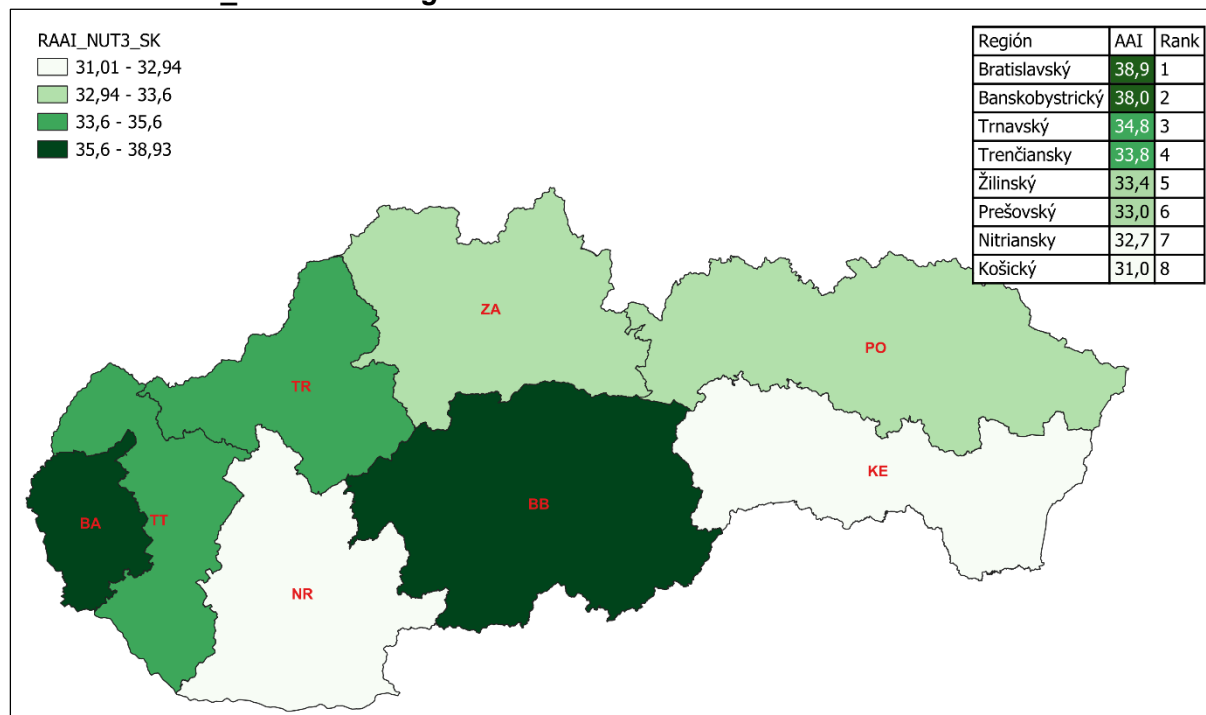 RAAI_NUT3_SK
31,01 - 32,94
32,94 - 33,6
33,6 - 35,6
35,6 - 38,93
Región AAI Rank
Bratislavský 38,9 1
Banskobystrický 38,0 2
Trnavský 34,8 3
Trenčiansky 33,8 4
Žilinský 33,4 5
Prešovský 33,0 6
Nitriansky 32,7 7
Košický 31,0 8
ZA
PO
TR
KE
BB
BA
TT
NR